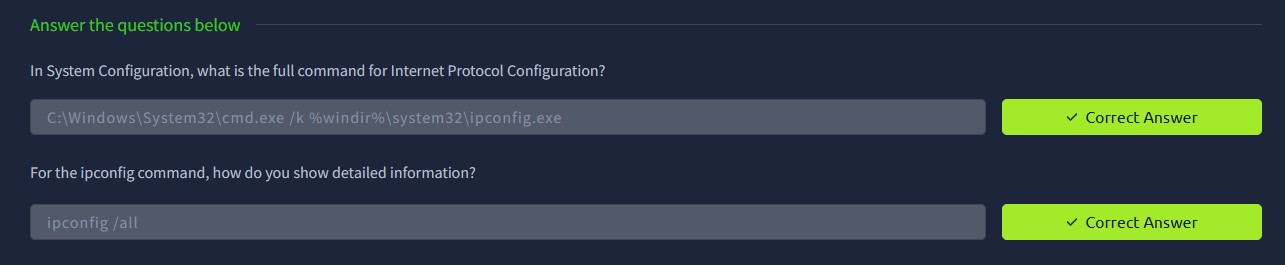 Answer the questions below
In System Configuration, what is the full command for Internet Protocol Configuration?
C:\Windows\System32\cmd.exe /k %windir%\system32\ipconfig.exe
✓ Correct Answer
For the ipconfig command, how do you show detailed information?
ipconfig /all
✓ Correct Answer